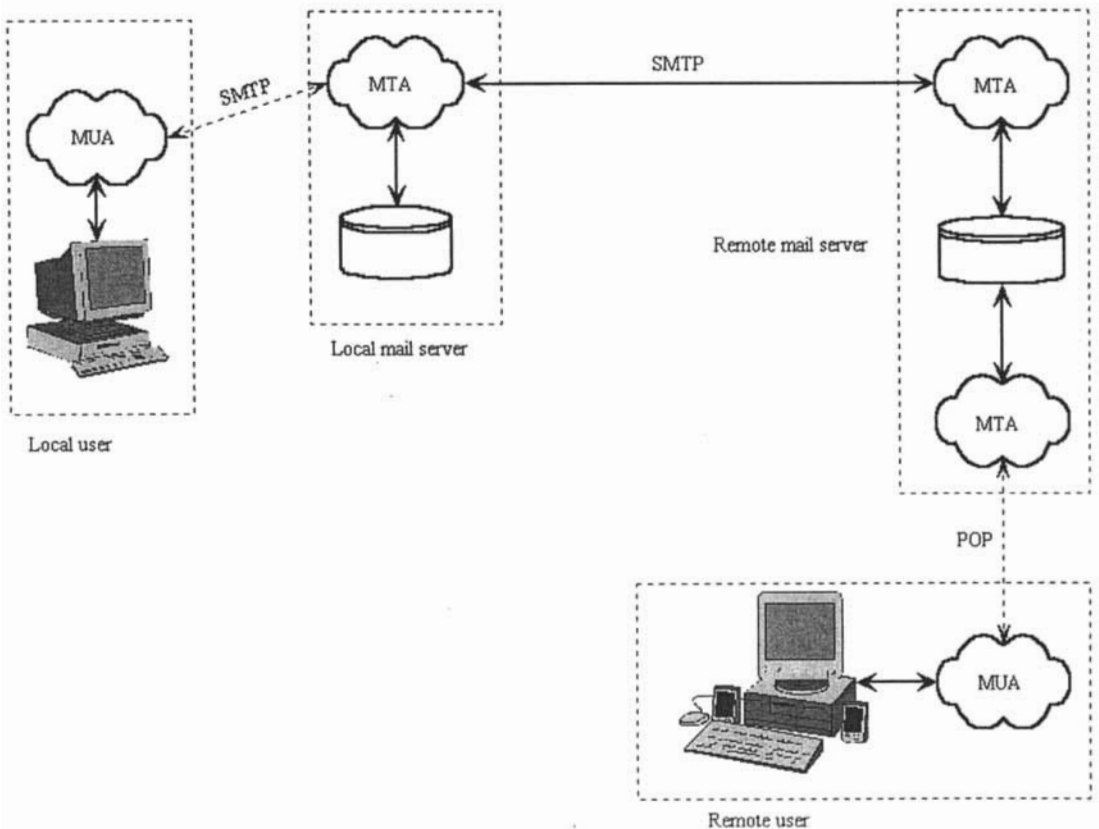 MUA
SMTP
MTA
SMTP
MTA
Local user
Local mail server
Remote mail server
MTA
POP
MUA
Remote user